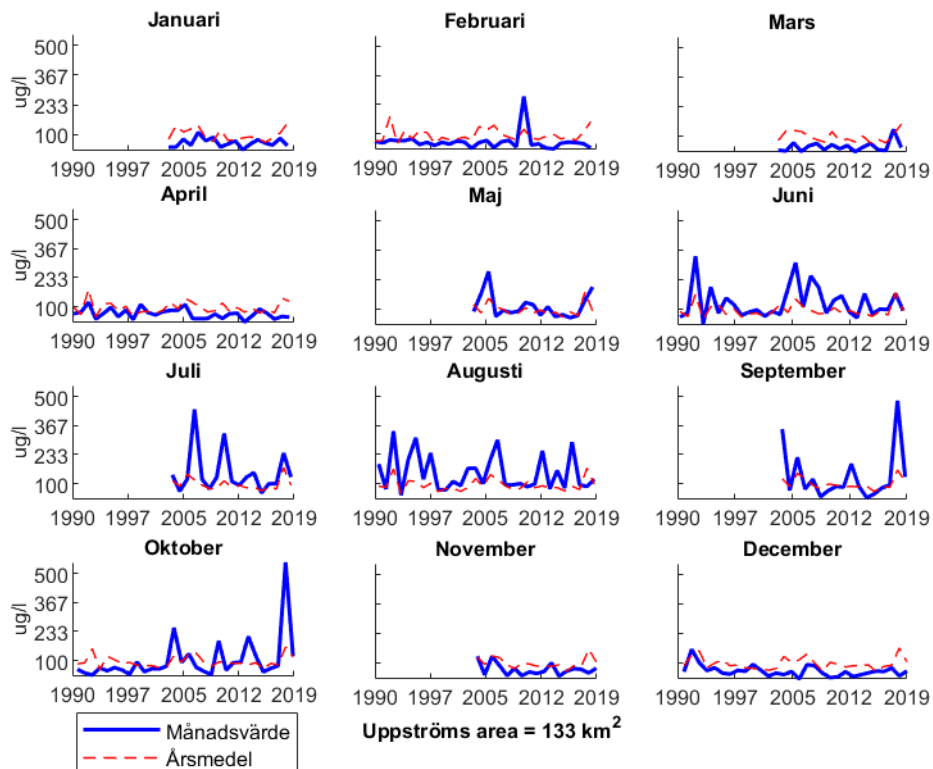 Januari Februari Mars
500
367
233
100
ug/l
1990 1997 2005 2012 2019 1990 1997 2005 2012 2019 1990 1997 2005 2012 2019
April Maj Juni
500
367
233
100
1990 1997 2005 2012 2019 1990 1997 2005 2012 2019 1990 1997 2005 2012 2019
Juli Augusti September
500
367
233
100
ug/l
1990 1997 2005 2012 2019 1990 1997 2005 2012 2019 1990 1997 2005 2012 2019
Oktober November December
500
367
233
100
ug/l
1990 1997 2005 2012 2019 1990 1997 2005 2012 2019 1990 1997 2005 2012 2019
Månadsvärde
Årsmedel
Uppströms area = 133 km²